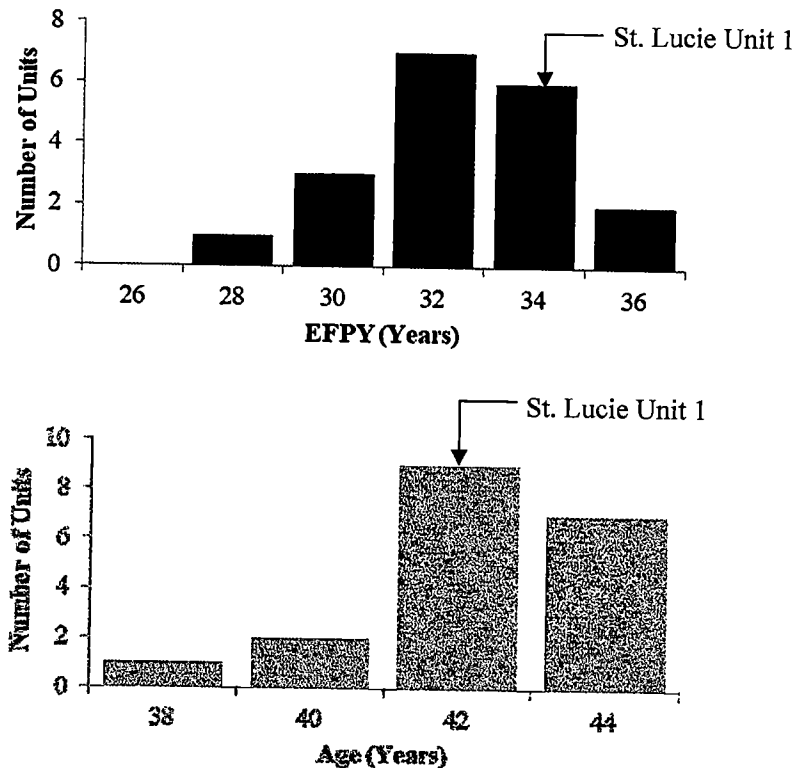 8
6
4
2
0
Number of Units
St. Lucie Unit 1
26 28 30 32 34 36
EFPY (Years)
10
8
6
4
2
0
Number of Units
St. Lucie Unit 1
38 40 42 44
Age (Years)